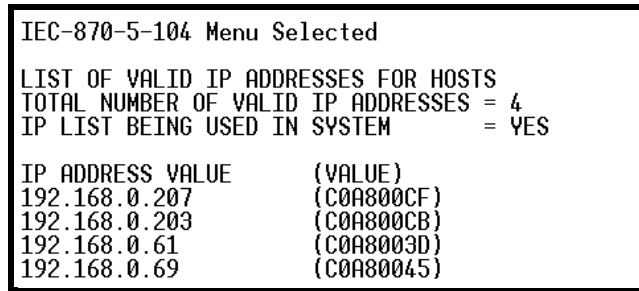 IEC-870-5-104 Menu Selected
LIST OF VALID IP ADDRESSES FOR HOSTS
TOTAL NUMBER OF VALID IP ADDRESSES = 4
IP LIST BEING USED IN SYSTEM = YES
IP ADDRESS VALUE (VALUE)
192.168.0.207 (C0A800CF)
192.168.0.203 (C0A800CB)
192.168.0.61 (C0A8003D)
192.168.0.69 (C0A80045)